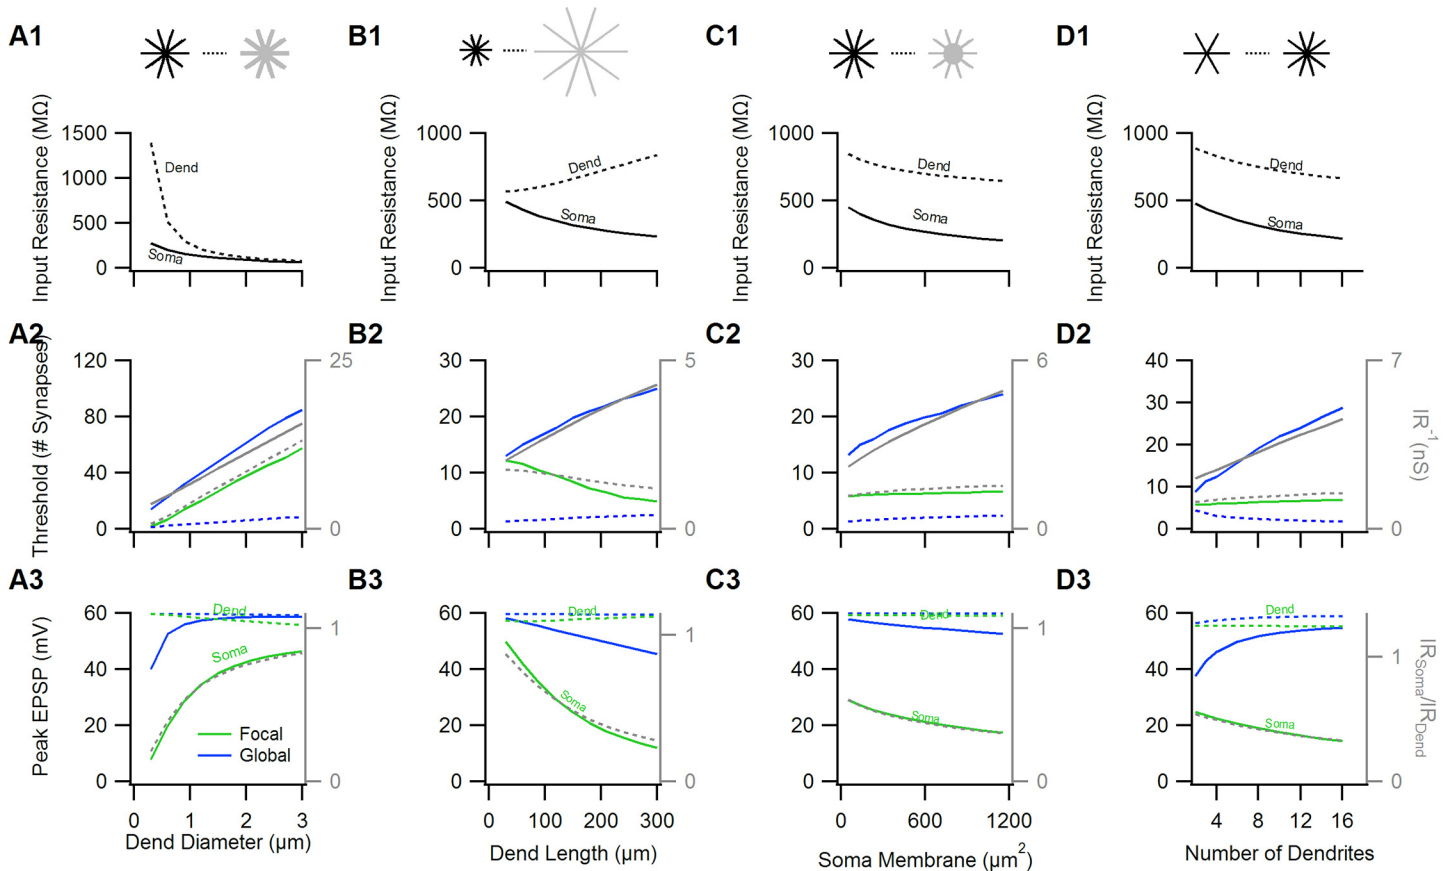 A1
B1
C1
D1
Input Resistance (MΩ)
1500
1000
500
0
Dend
Soma
Input Resistance (MΩ)
1000
500
0
Dend
Soma
Input Resistance (MΩ)
1000
500
0
Dend
Soma
Input Resistance (MΩ)
1000
500
0
Dend
Soma
A2
B2
C2
D2
Threshold (# Synapses)
120
80
40
0
25
0
30
20
10
0
5
0
30
20
10
0
6
0
40
30
20
10
0
7
0
IR-1(nS)
A3
B3
C3
D3
Peak EPSP (mV)
60
40
20
0
Dend
Soma
Focal
Global
1
0
0
1
2
3
Dend Diameter (µm)
60
40
20
0
Dend
Soma
1
0
0
100
200
300
Dend Length (µm)
60
40
20
0
Dend
Soma
1
0
0
600
1200
Soma Membrane (µm2)
60
40
20
0
Dend
Soma
1
0
4
8
12
16
Number of Dendrites
IRSoma/IRDend